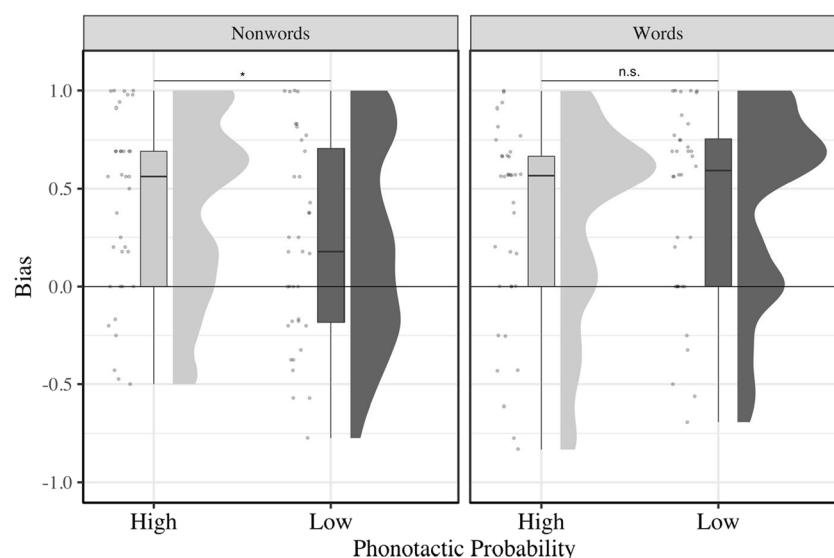 Nonwords Words
* n.s.
1.0
0.5
0.0
-0.5
-1.0
Bias
High Low High Low
Phonotactic Probability